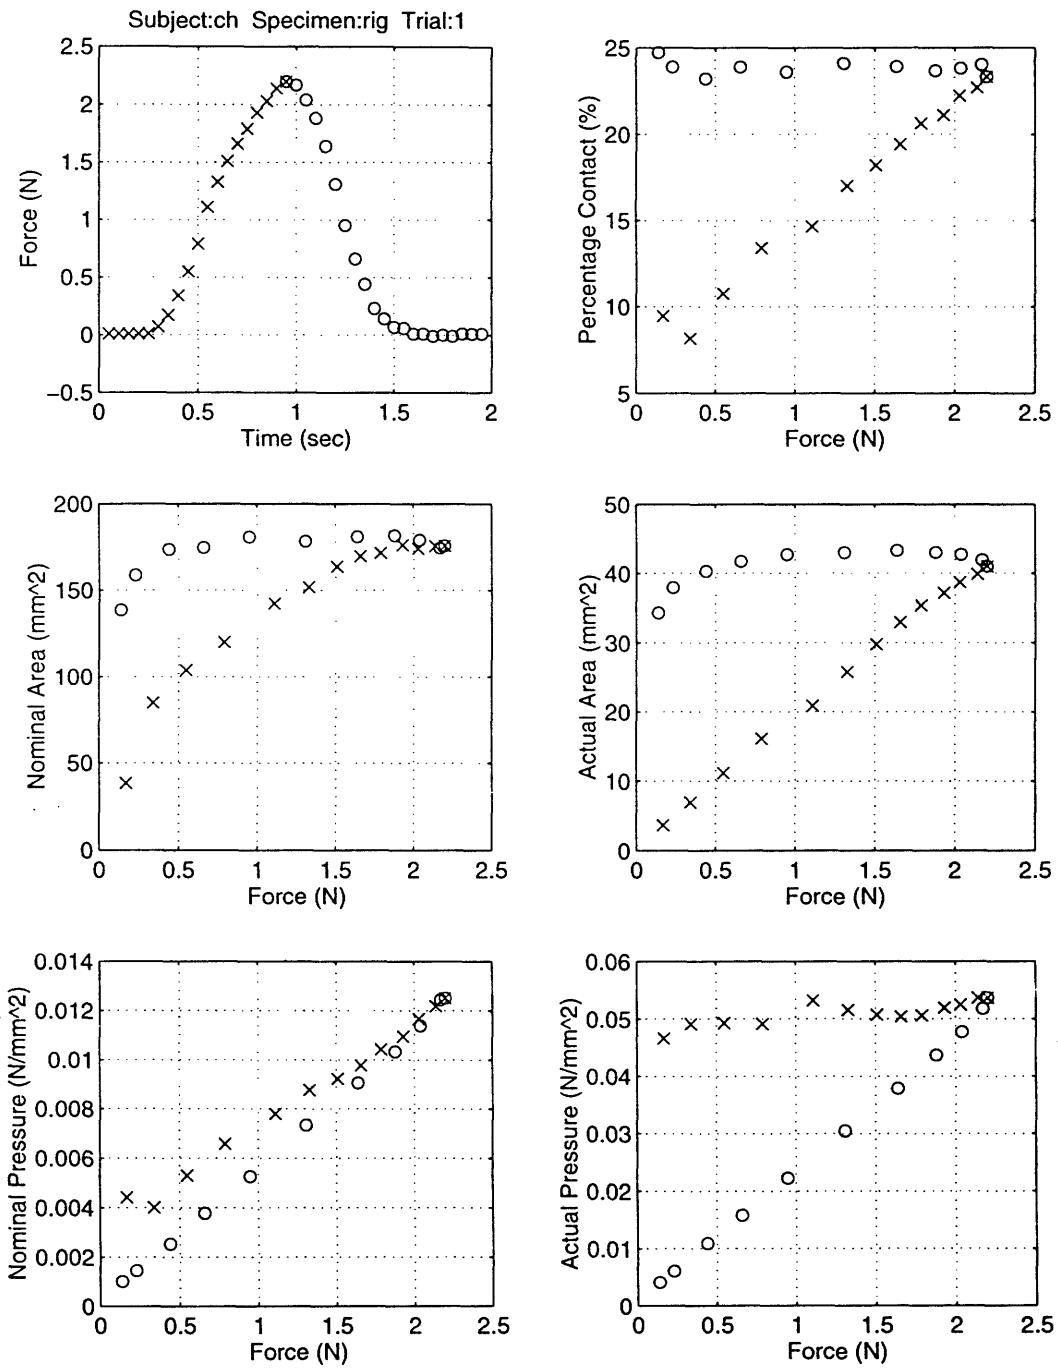 Subject:ch Specimen:rig Trial:1
2.5
2
1.5
1
0.5
0
−0.5
Force (N)
0 0.5 1 1.5 2
Time (sec)
25
20
15
10
5
Percentage Contact (%)
0 0.5 1 1.5 2 2.5
Force (N)
200
150
100
50
0
Nominal Area (mm^2)
0 0.5 1 1.5 2 2.5
Force (N)
50
40
30
20
10
0
Actual Area (mm^2)
0 0.5 1 1.5 2 2.5
Force (N)
0.014
0.012
0.01
0.008
0.006
0.004
0.002
0
Nominal Pressure (N/mm^2)
0 0.5 1 1.5 2 2.5
Force (N)
0.06
0.05
0.04
0.03
0.02
0.01
0
Actual Pressure (N/mm^2)
0 0.5 1 1.5 2 2.5
Force (N)